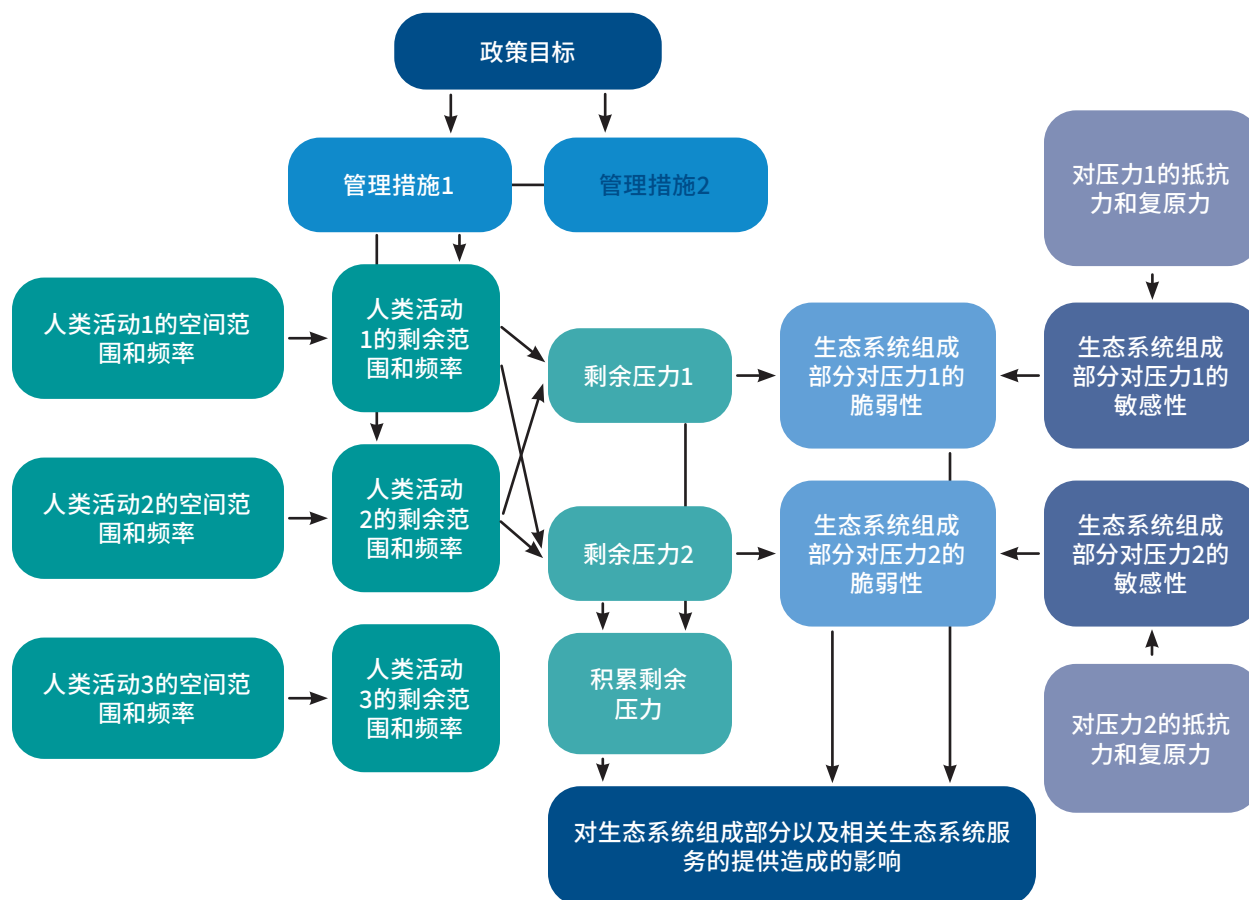 政策目标
管理措施1
管理措施2
对压力1的抵抗
力和复原力
人类活动1的空间范
围和频率
人类活动
1的剩余范
围和频率
剩余压力1
生态系统组成
部分对压力1的
脆弱性
生态系统组成
部分对压力1的
敏感性
人类活动2的空间范
围和频率
人类活动
2的剩余范
围和频率
剩余压力2
生态系统组成
部分对压力2的
脆弱性
生态系统组成
部分对压力2的
敏感性
人类活动3的空间范
围和频率
人类活动
3的剩余范
围和频率
积累剩余
压力
对压力2的抵抗
力和复原力
对生态系统组成部分以及相关生态系统服
务的提供造成的影响